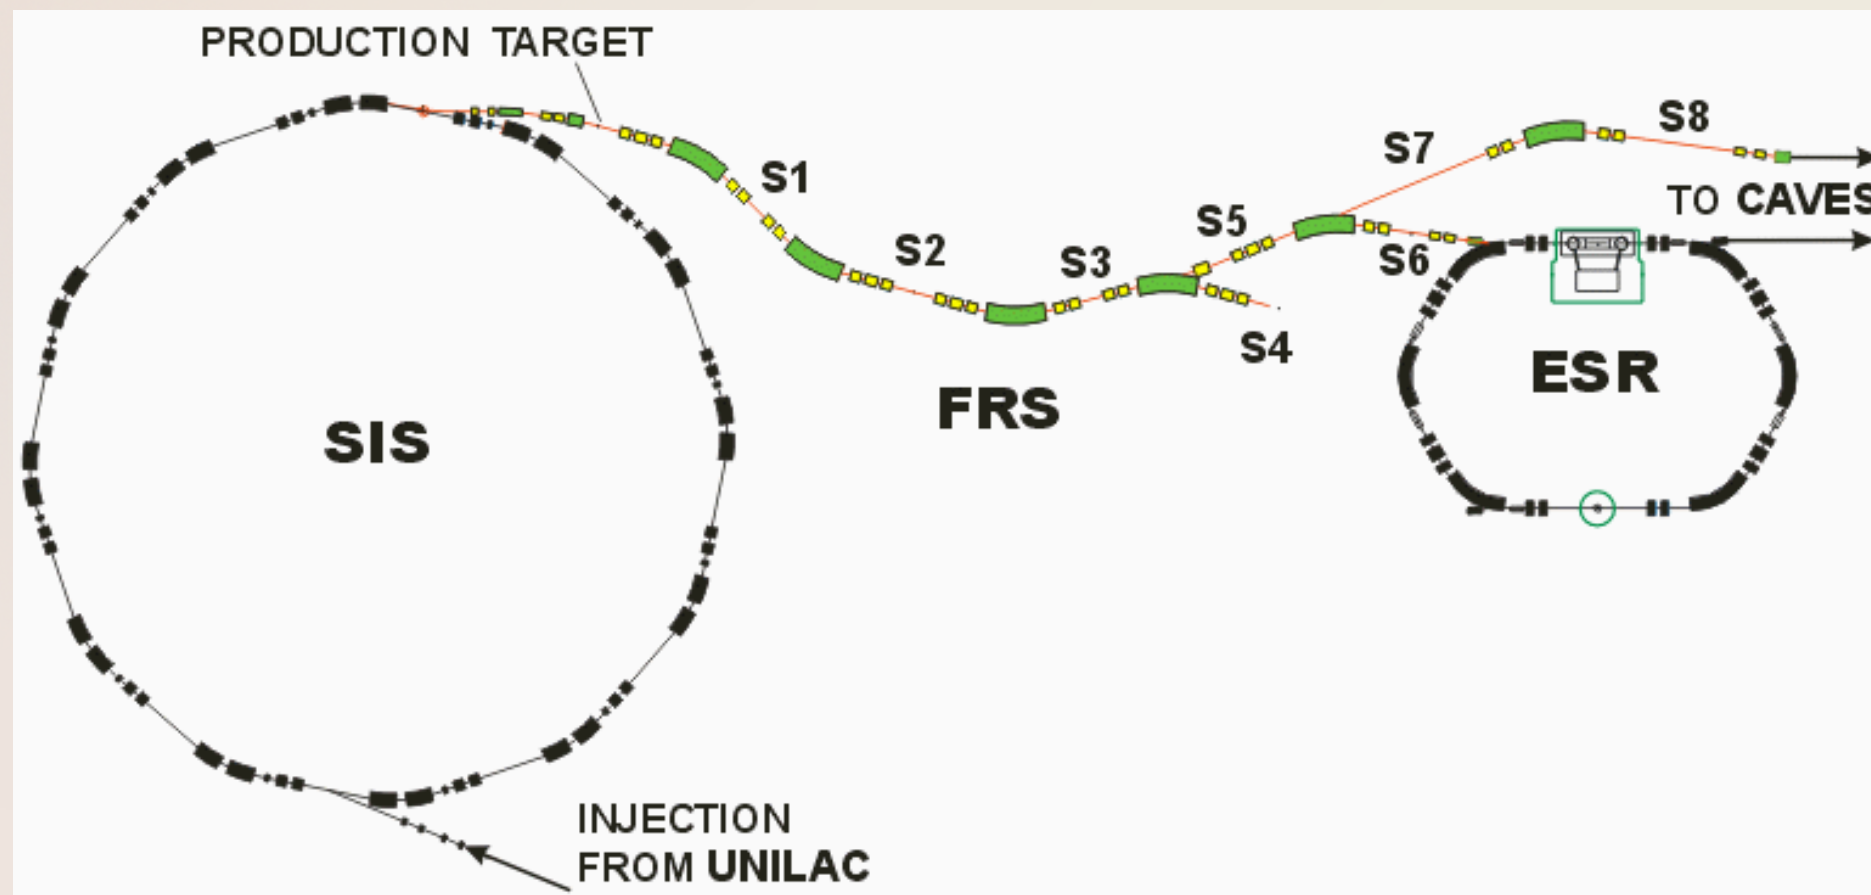 PRODUCTION TARGET
S8
S7
S1
TO CAVES
S5
S2
S3
S6
S4
ESR
FRS
SIS
INJECTION
FROM UNILAC